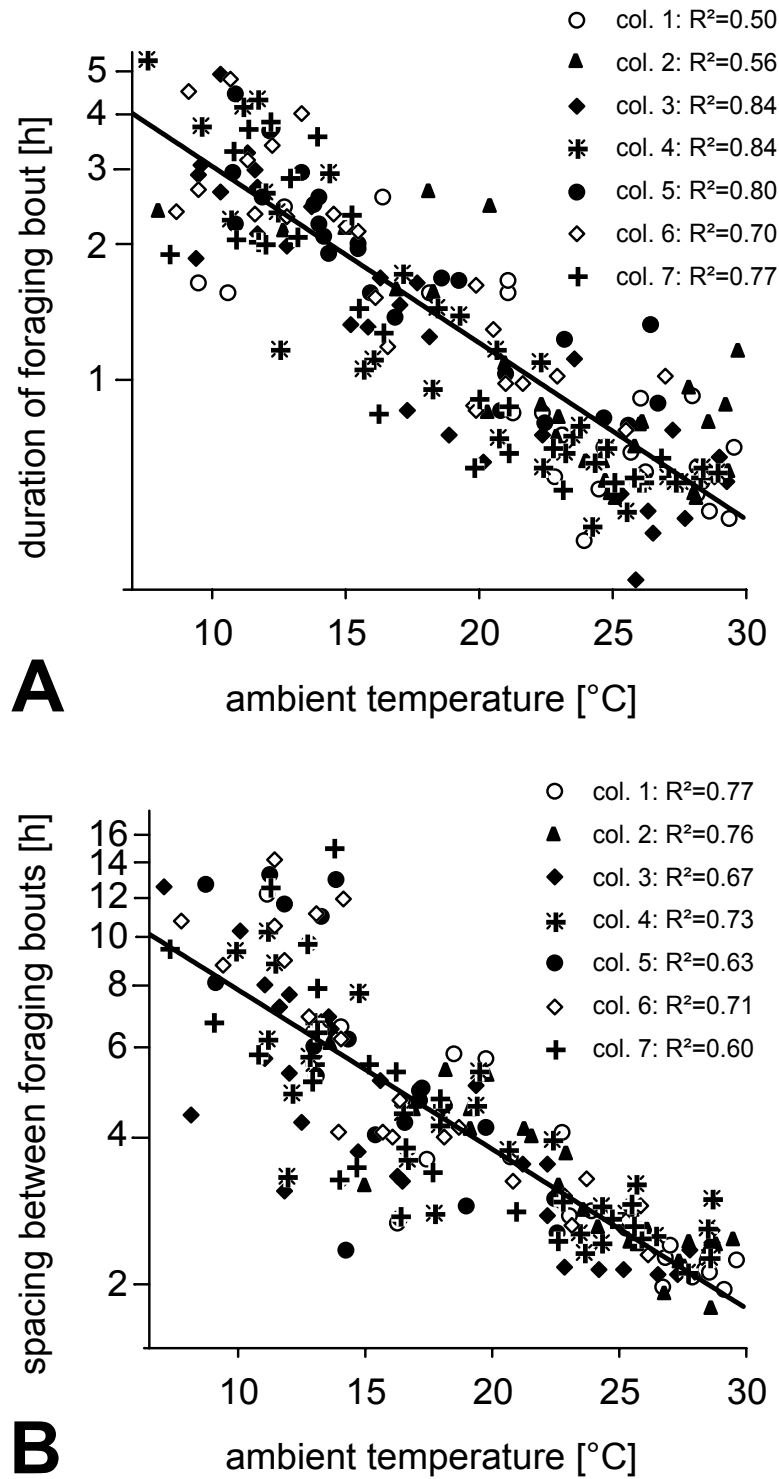 col. 1: R²=0.50
col. 2: R²=0.56
col. 3: R²=0.84
col. 4: R²=0.84
col. 5: R²=0.80
col. 6: R²=0.70
col. 7: R²=0.77
duration of foraging bout [h]
5
4
3
2
1
10 15 20 25 30
ambient temperature [°C]
A
col. 1: R²=0.77
col. 2: R²=0.76
col. 3: R²=0.67
col. 4: R²=0.73
col. 5: R²=0.63
col. 6: R²=0.71
col. 7: R²=0.60
spacing between foraging bouts [h]
16
14
12
10
8
6
4
2
10 15 20 25 30
ambient temperature [°C]
B